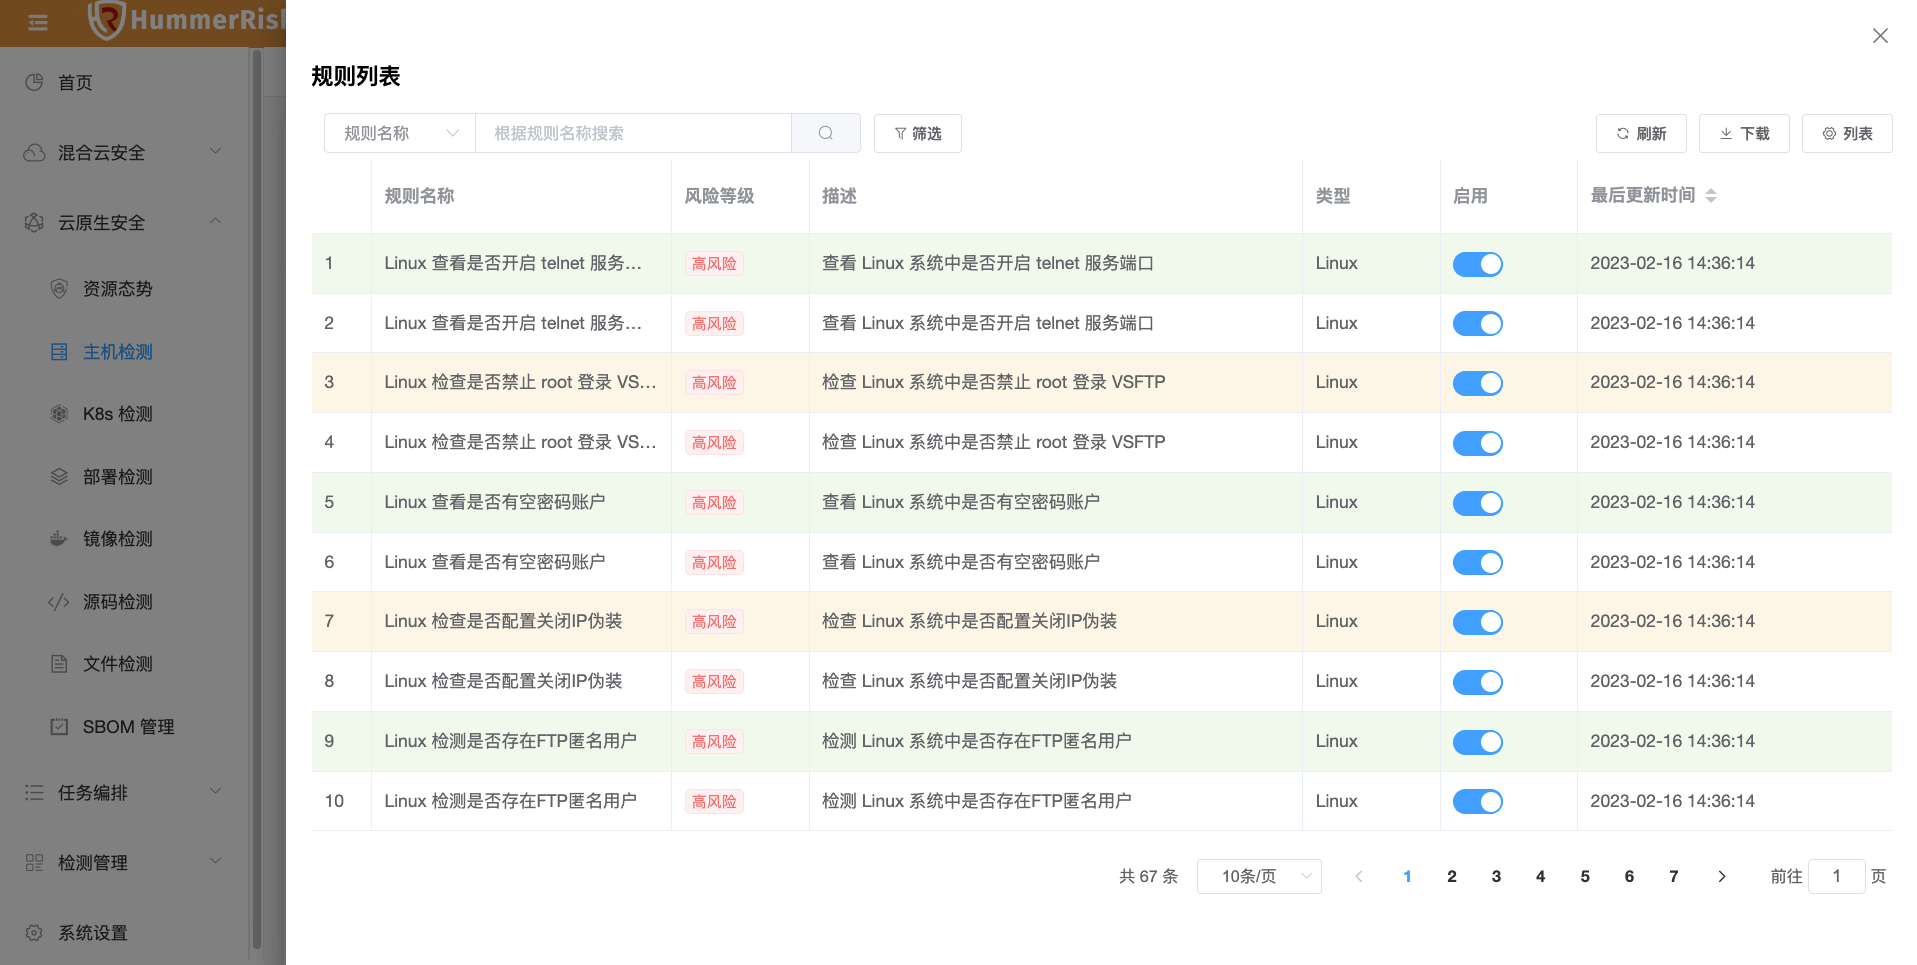 HummerRisk
首页
混合云安全
云原生安全
资源态势
主机检测
K8s 检测
部署检测
镜像检测
源码检测
文件检测
SBOM 管理
任务编排
检测管理
系统设置
规则列表
规则名称 根据规则名称搜索 筛选 刷新 下载 列表
规则名称 风险等级 描述 类型 启用 最后更新时间
1 Linux 查看是否开启 telnet 服务... 高风险 查看 Linux 系统中是否开启 telnet 服务端口 Linux 2023-02-16 14:36:14
2 Linux 查看是否开启 telnet 服务... 高风险 查看 Linux 系统中是否开启 telnet 服务端口 Linux 2023-02-16 14:36:14
3 Linux 检查是否禁止 root 登录 VS... 高风险 检查 Linux 系统中是否禁止 root 登录 VSFTP Linux 2023-02-16 14:36:14
4 Linux 检查是否禁止 root 登录 VS... 高风险 检查 Linux 系统中是否禁止 root 登录 VSFTP Linux 2023-02-16 14:36:14
5 Linux 查看是否有空密码账户 高风险 查看 Linux 系统中是否有空密码账户 Linux 2023-02-16 14:36:14
6 Linux 查看是否有空密码账户 高风险 查看 Linux 系统中是否有空密码账户 Linux 2023-02-16 14:36:14
7 Linux 检查是否配置关闭IP伪装 高风险 检查 Linux 系统中是否配置关闭IP伪装 Linux 2023-02-16 14:36:14
8 Linux 检查是否配置关闭IP伪装 高风险 检查 Linux 系统中是否配置关闭IP伪装 Linux 2023-02-16 14:36:14
9 Linux 检测是否存在FTP匿名用户 高风险 检测 Linux 系统中是否存在FTP匿名用户 Linux 2023-02-16 14:36:14
10 Linux 检测是否存在FTP匿名用户 高风险 检测 Linux 系统中是否存在FTP匿名用户 Linux 2023-02-16 14:36:14
共 67 条 10条/页 1 2 3 4 5 6 7 前往 1 页